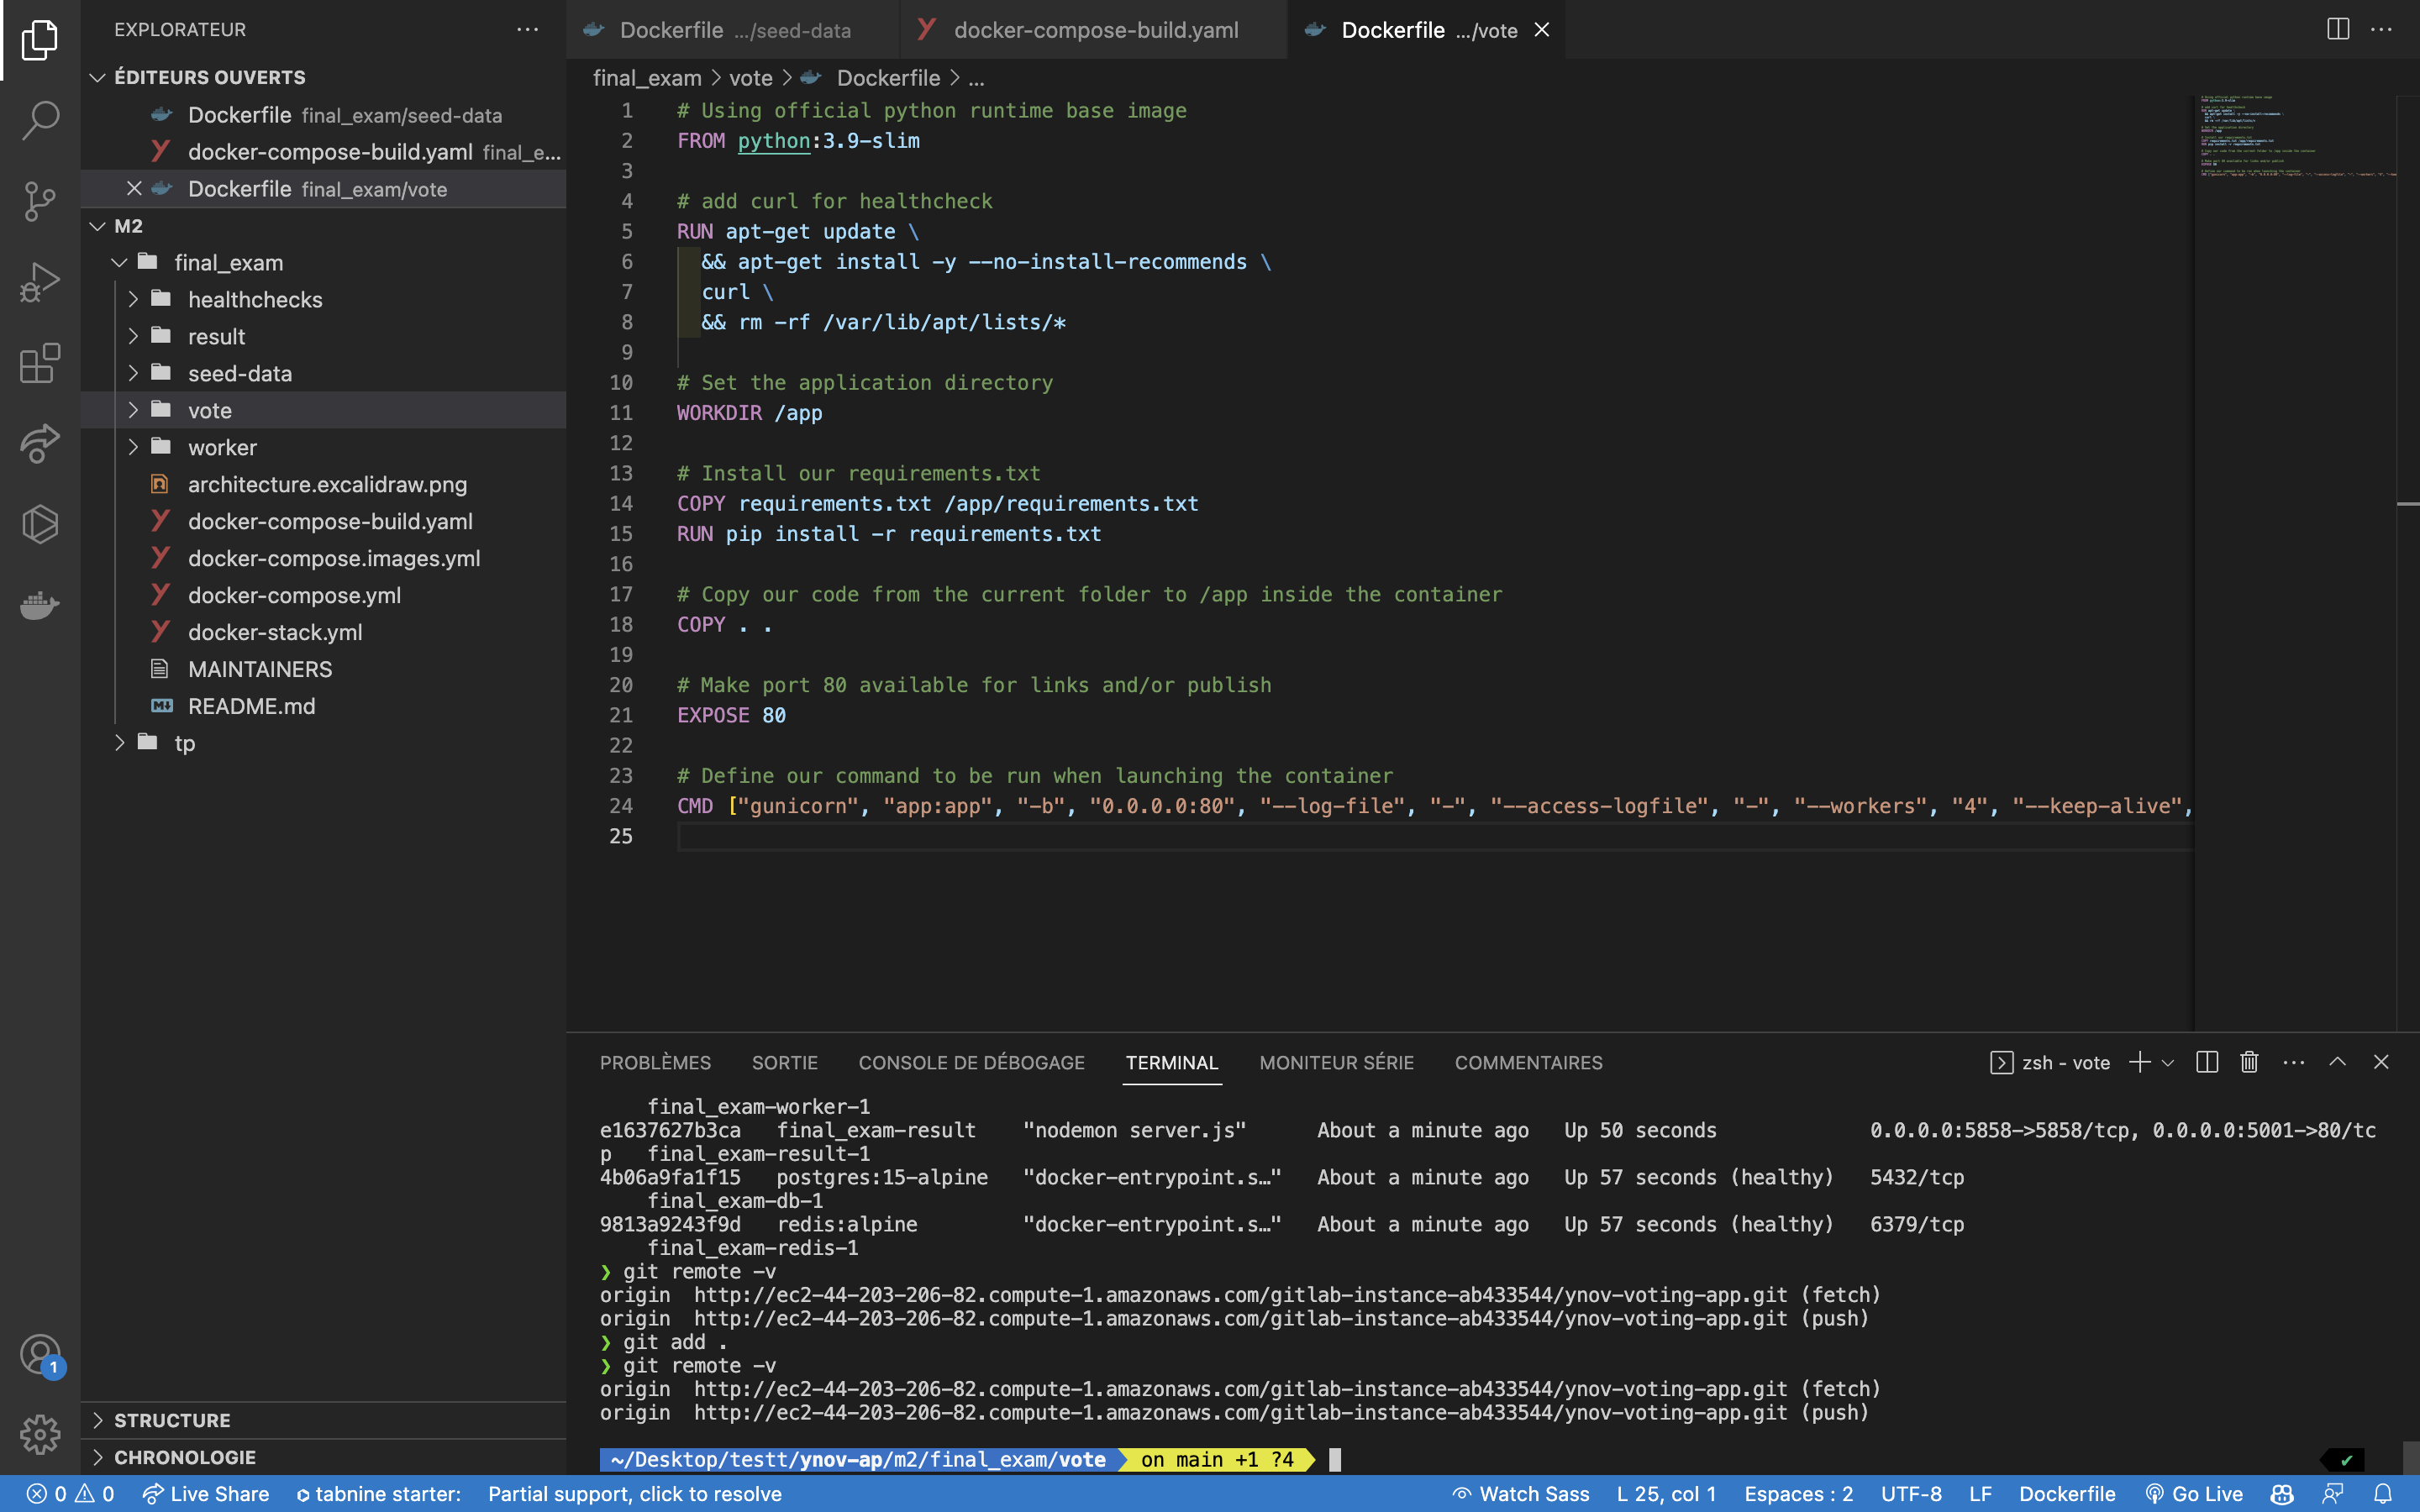 EXPLORATEUR
ÉDITEURS OUVERTS
Dockerfile final_exam/seed-data
docker-compose-build.yaml final_e...
Dockerfile final_exam/vote
M2
final_exam
healthchecks
result
seed-data
vote
worker
architecture.excalidraw.png
docker-compose-build.yaml
docker-compose.images.yml
docker-compose.yml
docker-stack.yml
MAINTAINERS
README.md
tp
STRUCTURE
CHRONOLOGIE
1
Dockerfile .../seed-data
docker-compose-build.yaml
Dockerfile .../vote
final_exam > vote > Dockerfile > ...
1 # Using official python runtime base image
2 FROM python:3.9-slim
3
4 # add curl for healthcheck
5 RUN apt-get update \
6 && apt-get install -y --no-install-recommends \
7 curl \
8 && rm -rf /var/lib/apt/lists/*
9
10 # Set the application directory
11 WORKDIR /app
12
13 # Install our requirements.txt
14 COPY requirements.txt /app/requirements.txt
15 RUN pip install -r requirements.txt
16
17 # Copy our code from the current folder to /app inside the container
18 COPY . .
19
20 # Make port 80 available for links and/or publish
21 EXPOSE 80
22
23 # Define our command to be run when launching the container
24 CMD ["gunicorn", "app:app", "-b", "0.0.0.0:80", "--log-file", "-", "--access-logfile", "-", "--workers", "4", "--keep-alive",
25
PROBLÈMES SORTIE CONSOLE DE DÉBOGAGE TERMINAL MONITEUR SÉRIE COMMENTAIRES
zsh - vote
final_exam-worker-1
e1637627b3ca final_exam-result "nodemon server.js" About a minute ago Up 50 seconds 0.0.0.0:5858->5858/tcp, 0.0.0.0:5001->80/tc
p final_exam-result-1
4b06a9fa1f15 postgres:15-alpine "docker-entrypoint.s…" About a minute ago Up 57 seconds (healthy) 5432/tcp
final_exam-db-1
9813a9243f9d redis:alpine "docker-entrypoint.s…" About a minute ago Up 57 seconds (healthy) 6379/tcp
final_exam-redis-1
❯ git remote -v
origin http://ec2-44-203-206-82.compute-1.amazonaws.com/gitlab-instance-ab433544/ynov-voting-app.git (fetch)
origin http://ec2-44-203-206-82.compute-1.amazonaws.com/gitlab-instance-ab433544/ynov-voting-app.git (push)
❯ git add .
❯ git remote -v
origin http://ec2-44-203-206-82.compute-1.amazonaws.com/gitlab-instance-ab433544/ynov-voting-app.git (fetch)
origin http://ec2-44-203-206-82.compute-1.amazonaws.com/gitlab-instance-ab433544/ynov-voting-app.git (push)
~/Desktop/testt/ynov-ap/m2/final_exam/vote on main +1 ?4 ✔
0 0 Live Share tabnine starter: Partial support, click to resolve Watch Sass L 25, col 1 Espaces : 2 UTF-8 LF Dockerfile Go Live